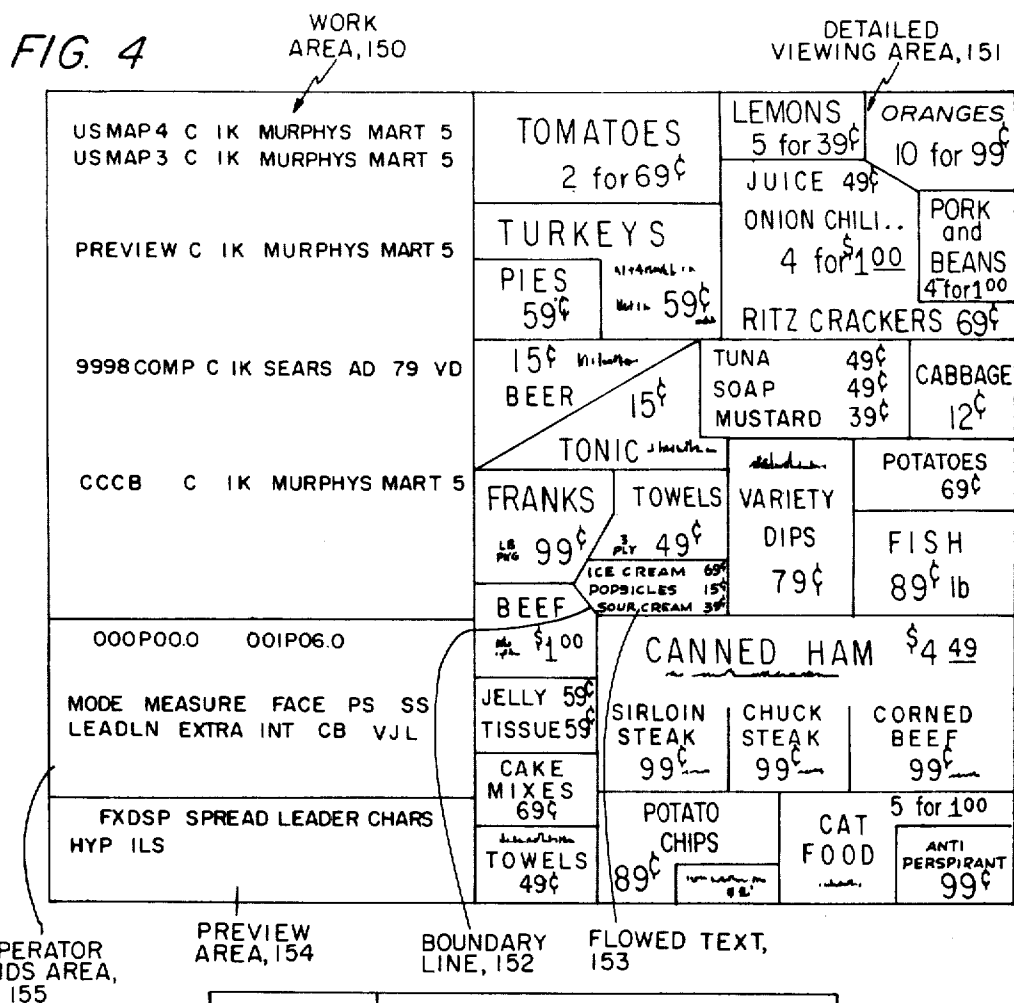 FIG. 4
WORK
AREA, 150
DETAILED
VIEWING AREA, 151
USMAP4 C IK MURPHYS MART 5
USMAP3 C IK MURPHYS MART 5
PREVIEW C IK MURPHYS MART 5
9998COMP C IK SEARS AD 79 VD
CCCB C IK MURPHYS MART 5
000P00.0 001P06.0
MODE MEASURE FACE PS SS
LEADLN EXTRA INT CB VJL
FXDSP SPREAD LEADER CHARS
HYP ILS
TOMATOES
2 for 69¢
LEMONS
5 for 39¢
ORANGES
10 for 99¢
TURKEYS
59¢
PIES
59¢
JUICE 49¢
ONION CHILI..
4 for $1 00
PORK
and
BEANS
4 for 1 00
RITZ CRACKERS 69¢
15¢
BEER
15¢
TONIC
TUNA 49¢
SOAP 49¢
MUSTARD 39¢
CABBAGE
12¢
FRANKS
LB
PKG 99¢
TOWELS
3
PLY 49¢
ICE CREAM 69¢
POPSICLES 15¢
SOUR CREAM 39¢
VARIETY
DIPS
79¢
POTATOES
69¢
FISH
89¢ lb
BEEF
$1 00
JELLY 59¢
TISSUE 59¢
CAKE
MIXES
69¢
TOWELS
49¢
CANNED HAM $4 49
SIRLOIN
STEAK
99¢
CHUCK
STEAK
99¢
CORNED
BEEF
99¢
POTATO
CHIPS
89¢
CAT
FOOD
5 for 1 00
ANTI
PERSPIRANT
99¢
PERATOR
IDS AREA,
155
PREVIEW
AREA, 154
BOUNDARY
LINE, 152
FLOWED TEXT,
153